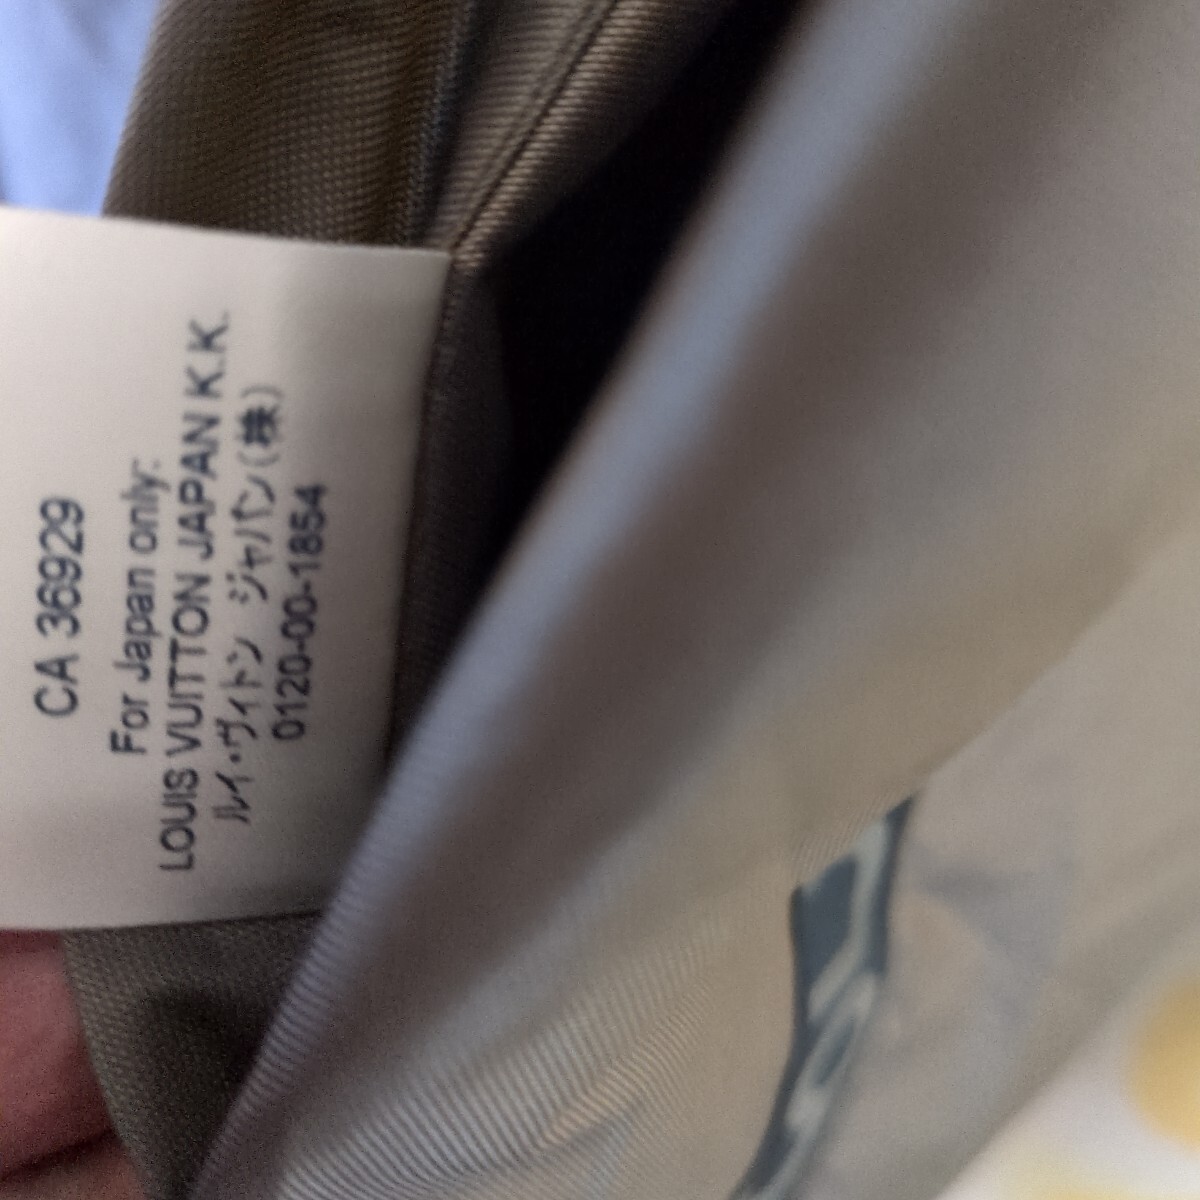 CA 36929
For Japan only:
LOUIS VUITTON JAPAN K.K.
ルイ・ヴィトン ジャパン(株)
0120-00-1854